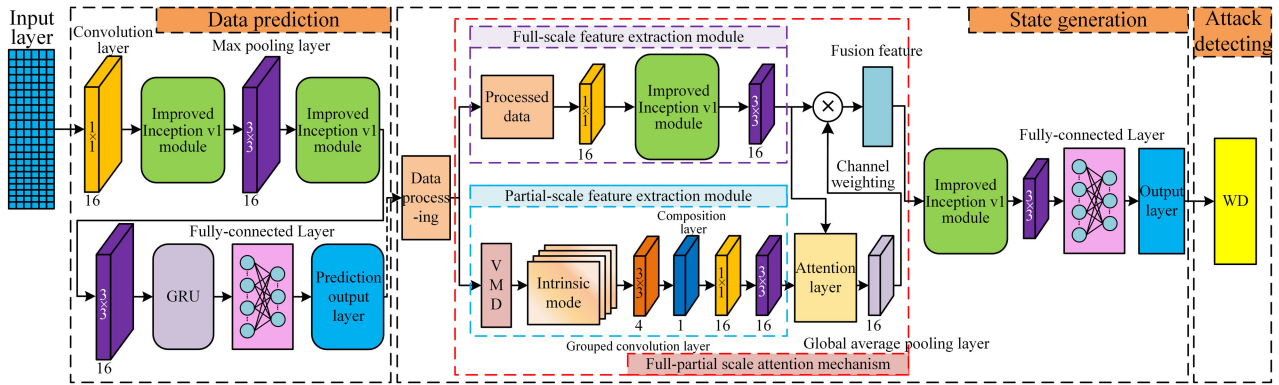 Input
layer
Data prediction
Convolution
layer
Max pooling layer
1×1
16
Improved
Inception v1
module
3×3
16
Improved
Inception v1
module
3×3
16
GRU
Fully-connected Layer
Prediction
output
layer
Data
process
-ing
Full-scale feature extraction module
Processed
data
1×1
16
Improved
Inception v1
module
3×3
16
×
Fusion feature
Channel
weighting
Partial-scale feature extraction module
V
M
D
Intrinsic
mode
Composition
layer
3×3
4
1
1×1
16
3×3
16
Grouped convolution layer
Attention
layer
16
Global average pooling layer
Full-partial scale attention mechanism
State generation
Improved
Inception v1
module
3×3
16
Fully-connected Layer
Output
layer
Attack
detecting
WD